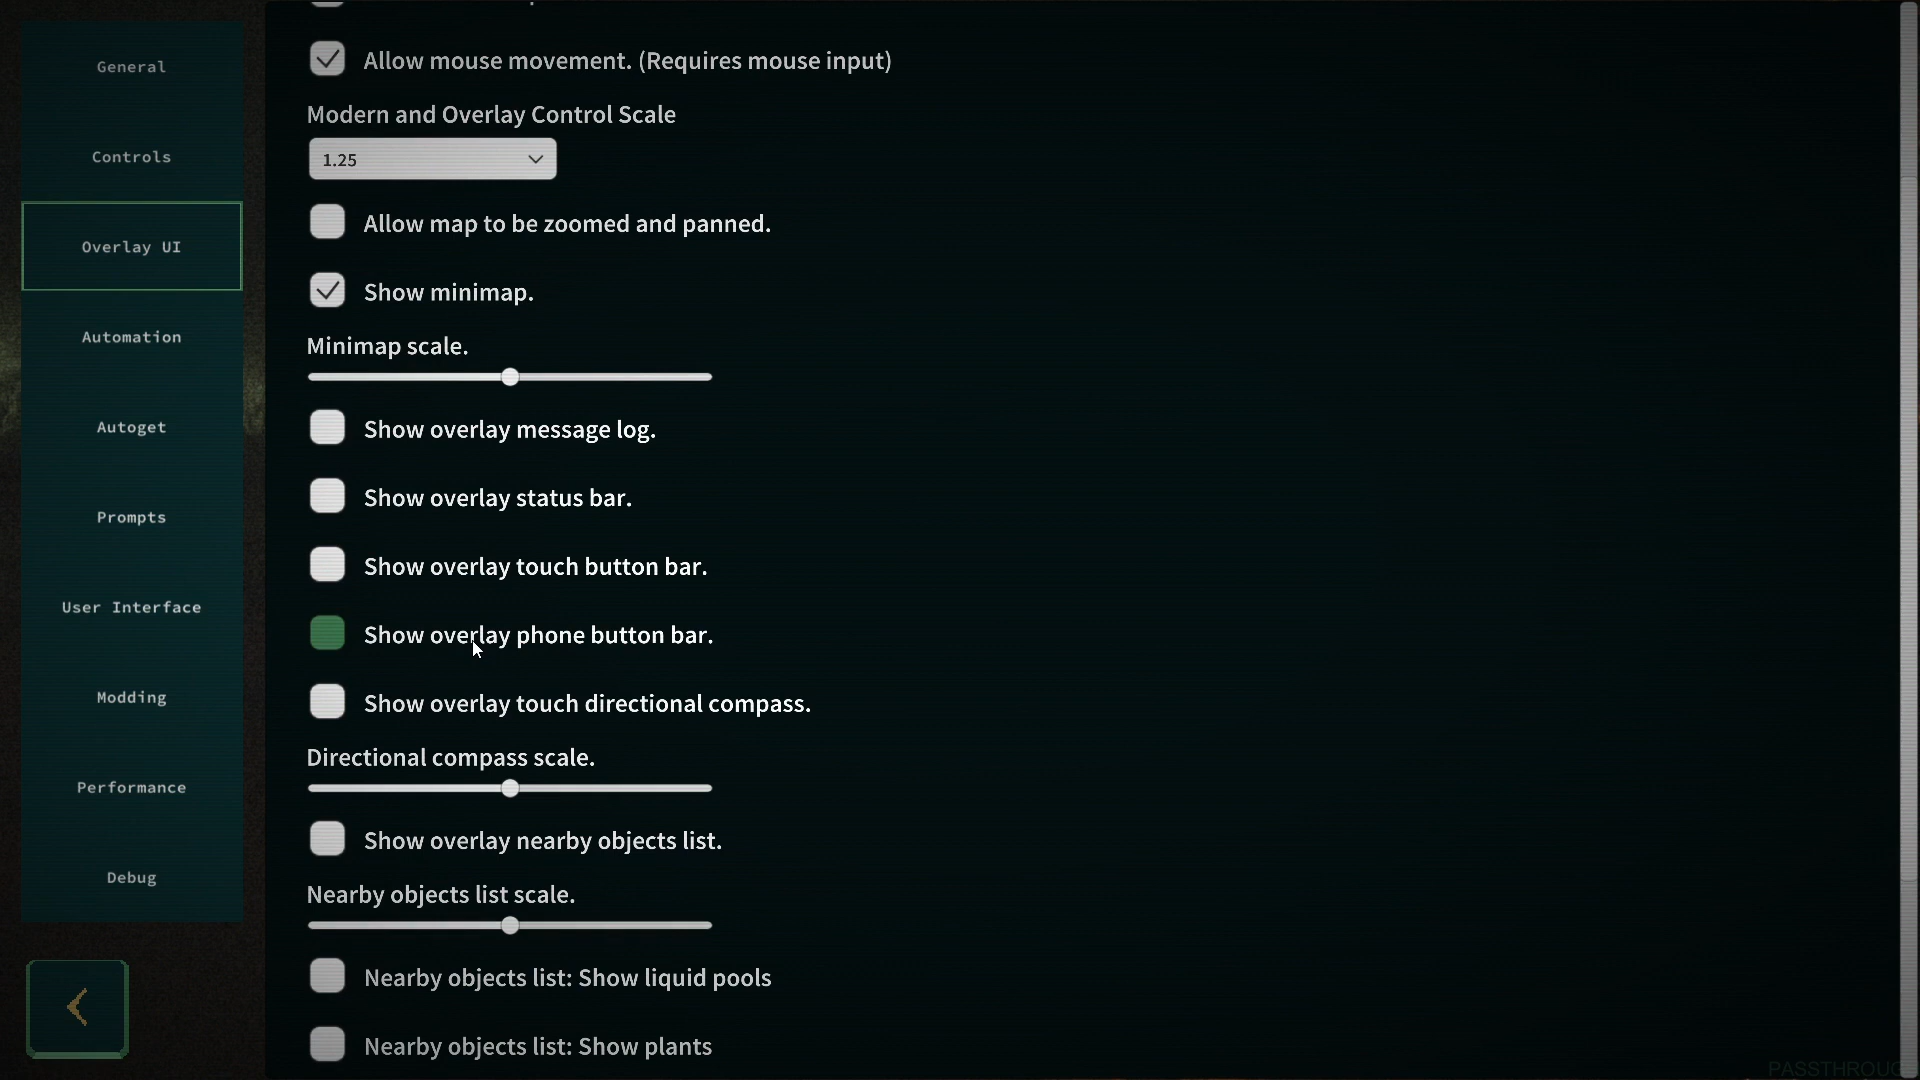 General
Controls
Overlay UI
Automation
Autoget
Prompts
User Interface
Modding
Performance
Debug
Allow mouse movement. (Requires mouse input)
Modern and Overlay Control Scale
1.25
Allow map to be zoomed and panned.
Show minimap.
Minimap scale.
Show overlay message log.
Show overlay status bar.
Show overlay touch button bar.
Show overlay phone button bar.
Show overlay touch directional compass.
Directional compass scale.
Show overlay nearby objects list.
Nearby objects list scale.
Nearby objects list: Show liquid pools
Nearby objects list: Show plants